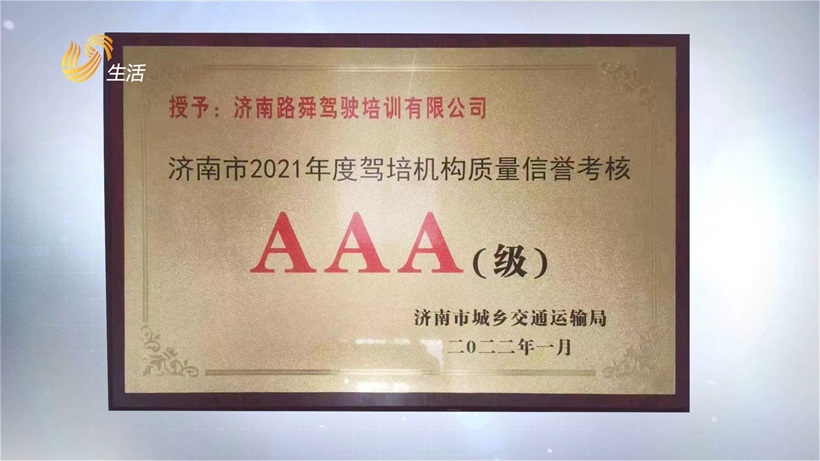 生活
授予：济南路舜驾驶培训有限公司
济南市2021年度驾培机构质量信誉考核
AAA（级）
济南市城乡交通运输局
二〇二二年一月